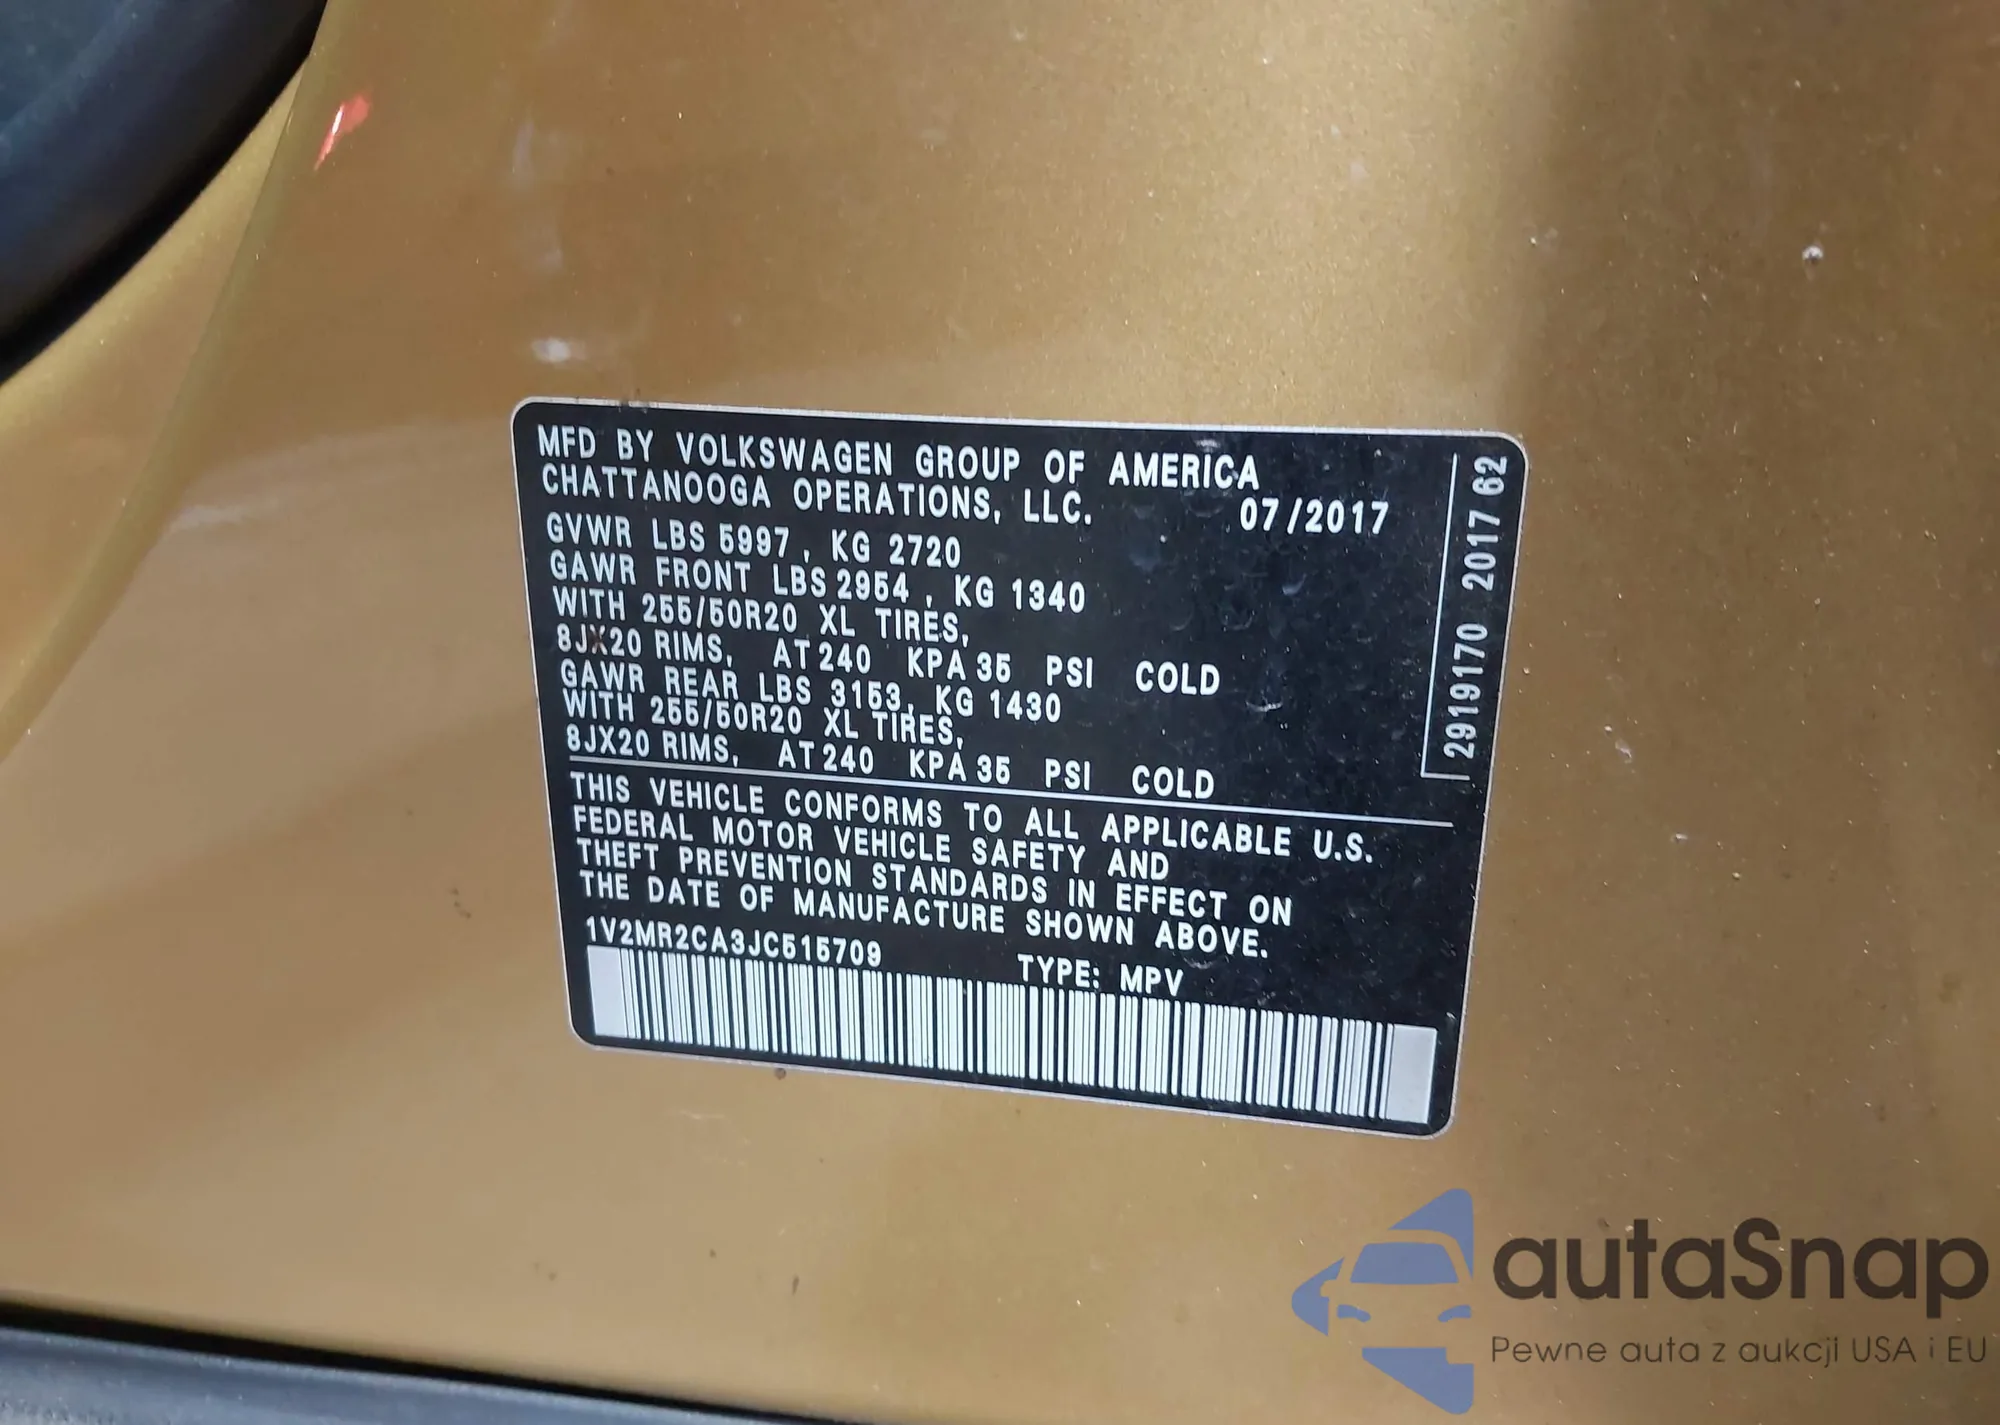 MFD BY VOLKSWAGEN GROUP OF AMERICA
CHATTANOOGA OPERATIONS, LLC. 07/2017
GVWR LBS 5997, KG 2720
GAWR FRONT LBS 2954, KG 1340
WITH 255/50R20 XL TIRES,
8JX20 RIMS, AT 240 KPA 35 PSI COLD
GAWR REAR LBS 3153, KG 1430
WITH 255/50R20 XL TIRES,
8JX20 RIMS, AT 240 KPA 35 PSI COLD
THIS VEHICLE CONFORMS TO ALL APPLICABLE U.S.
FEDERAL MOTOR VEHICLE SAFETY AND
THEFT PREVENTION STANDARDS IN EFFECT ON
THE DATE OF MANUFACTURE SHOWN ABOVE.
1V2MR2CA3JC515709 TYPE: MPV
2919170 2017 62
autaSnap
Pewne auta z aukcji USA i EU